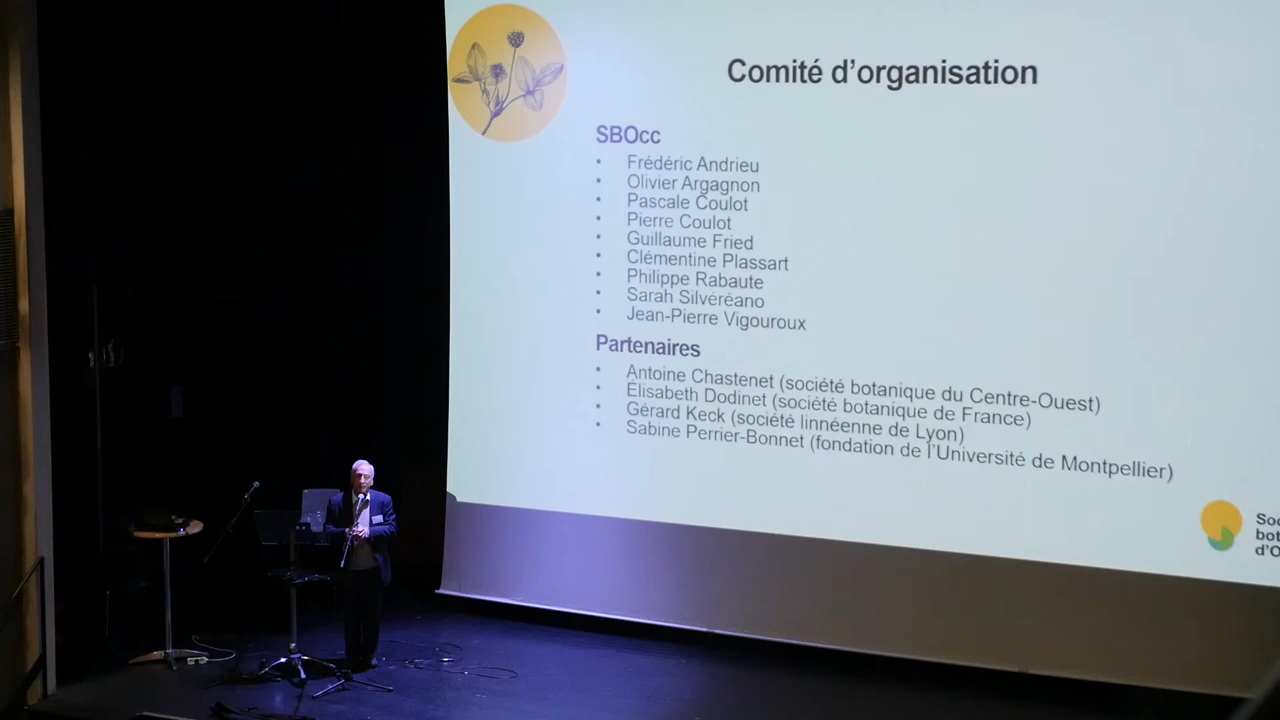 Comité d'organisation
SBOcc
• Frédéric Andrieu
• Olivier Argagnon
• Pascale Coulot
• Pierre Coulot
• Guillaume Fried
• Clémentine Plassart
• Philippe Rabaute
• Sarah Silvéréano
• Jean-Pierre Vigouroux
Partenaires
• Antoine Chastenet (société botanique du Centre-Ouest)
• Élisabeth Dodinet (société botanique de France)
• Gérard Keck (société linnéenne de Lyon)
• Sabine Perrier-Bonnet (fondation de l'Université de Montpellier)